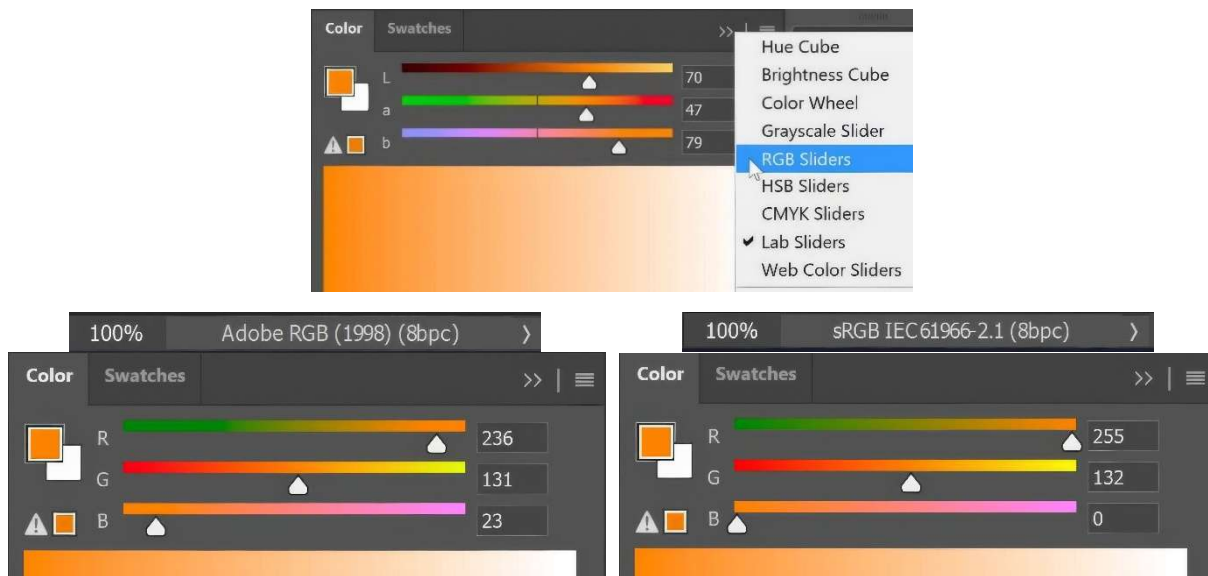 Color Swatches
L 70
a 47
b 79
Hue Cube
Brightness Cube
Color Wheel
Grayscale Slider
RGB Sliders
HSB Sliders
CMYK Sliders
Lab Sliders
Web Color Sliders
100% Adobe RGB (1998) (8bpc)
Color Swatches
R 236
G 131
B 23
100% sRGB IEC61966-2.1 (8bpc)
Color Swatches
R 255
G 132
B 0